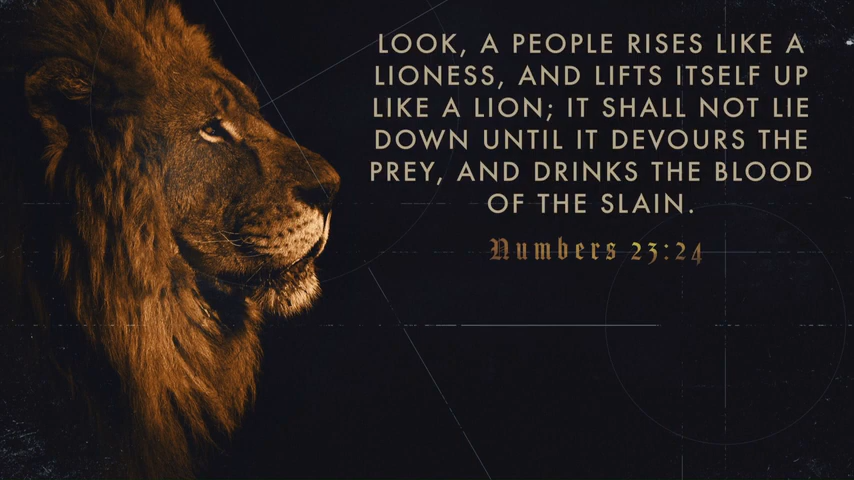 LOOK, A PEOPLE RISES LIKE A
LIONESS, AND LIFTS ITSELF UP
LIKE A LION; IT SHALL NOT LIE
DOWN UNTIL IT DEVOURS THE
PREY, AND DRINKS THE BLOOD
OF THE SLAIN.
Numbers 23:24